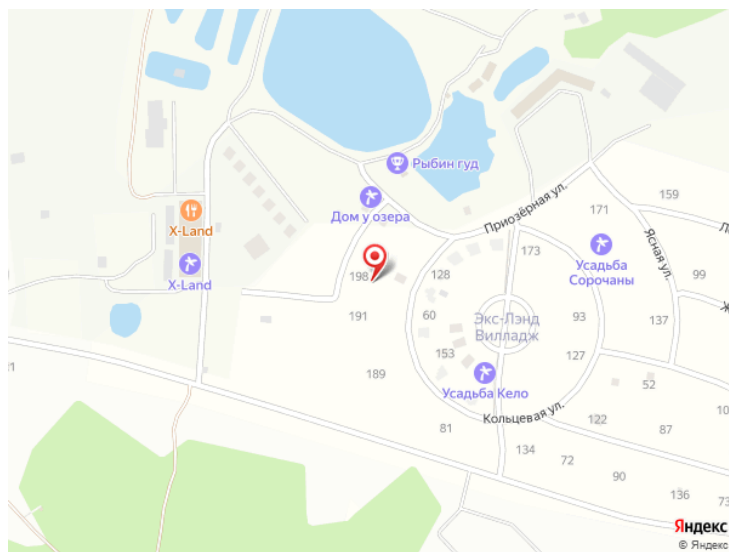 Рыбин гуд
Дом у озера
X-Land
X-Land
Приозёрная ул.
159
171
Ясная ул.
173
Усадьба
Сорочаны
99
198
128
191
60
Экс-Лэнд
Вилладж
93
137
153
127
189
Усадьба Кело
52
Кольцевая ул.
81
122
87
134
72
90
136
Яндекс
© Яндекс